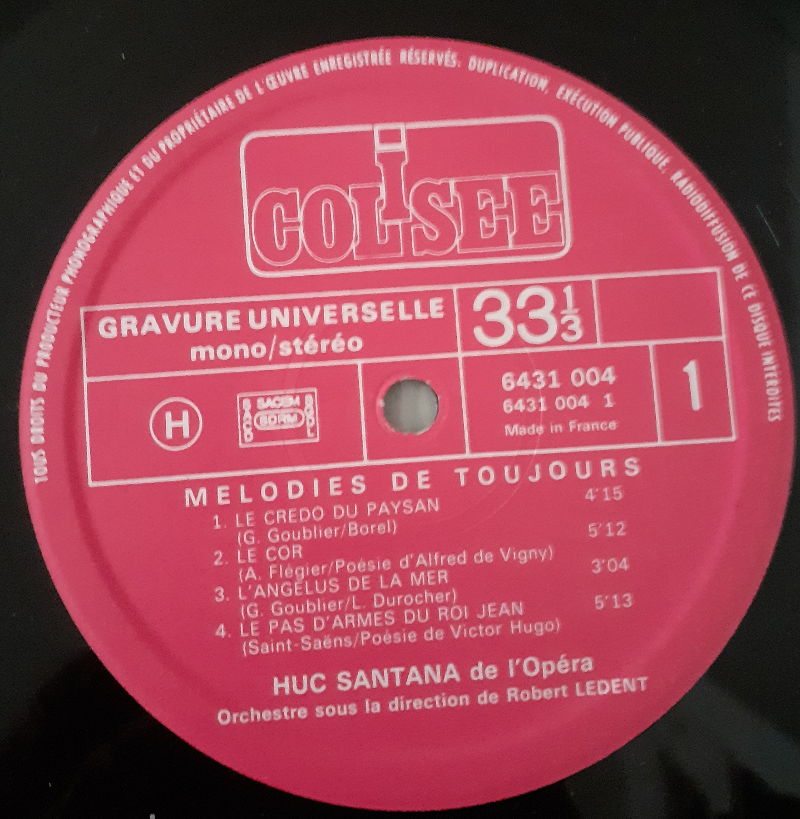 TOUS DROITS DU PRODUCTEUR PHONOGRAPHIQUE ET DU PROPRIÉTAIRE DE L'ŒUVRE ENREGISTRÉE RÉSERVÉS. DUPLICATION, EXÉCUTION PUBLIQUE, RADIODIFFUSION DE CE DISQUE INTERDITES
COLISEE
GRAVURE UNIVERSELLE
mono/stéréo
33 1/3
H
SACEM
SACD
SDRM
SGDL
6431 004
6431 004 1
Made in France
1
MELODIES DE TOUJOURS
1. LE CREDO DU PAYSAN 4'15
(G. Goublier/Borel)
2. LE COR 5'12
(A. Flégier/Poésie d'Alfred de Vigny)
3. L'ANGELUS DE LA MER 3'04
(G. Goublier/L. Durocher)
4. LE PAS D'ARMES DU ROI JEAN 5'13
(Saint-Saëns/Poésie de Victor Hugo)
HUC SANTANA de l'Opéra
Orchestre sous la direction de Robert LEDENT